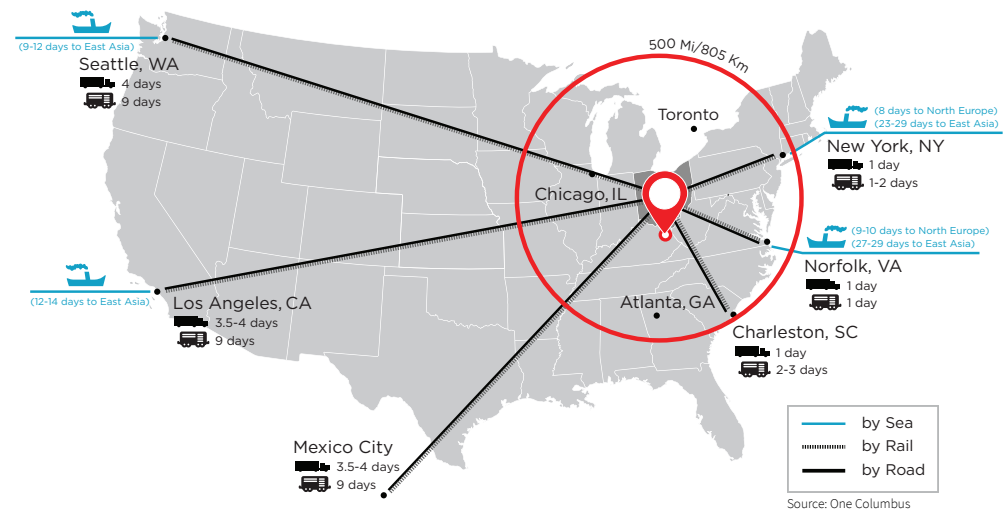 500 Mi/805 Km
(9-12 days to East Asia)
Seattle, WA
4 days
9 days
Toronto
(8 days to North Europe)
(23-29 days to East Asia)
New York, NY
1 day
1-2 days
Chicago, IL
(9-10 days to North Europe)
(27-29 days to East Asia)
Norfolk, VA
1 day
1 day
(12-14 days to East Asia)
Los Angeles, CA
3.5-4 days
9 days
Atlanta, GA
Charleston, SC
1 day
2-3 days
Mexico City
3.5-4 days
9 days
by Sea
by Rail
by Road
Source: One Columbus